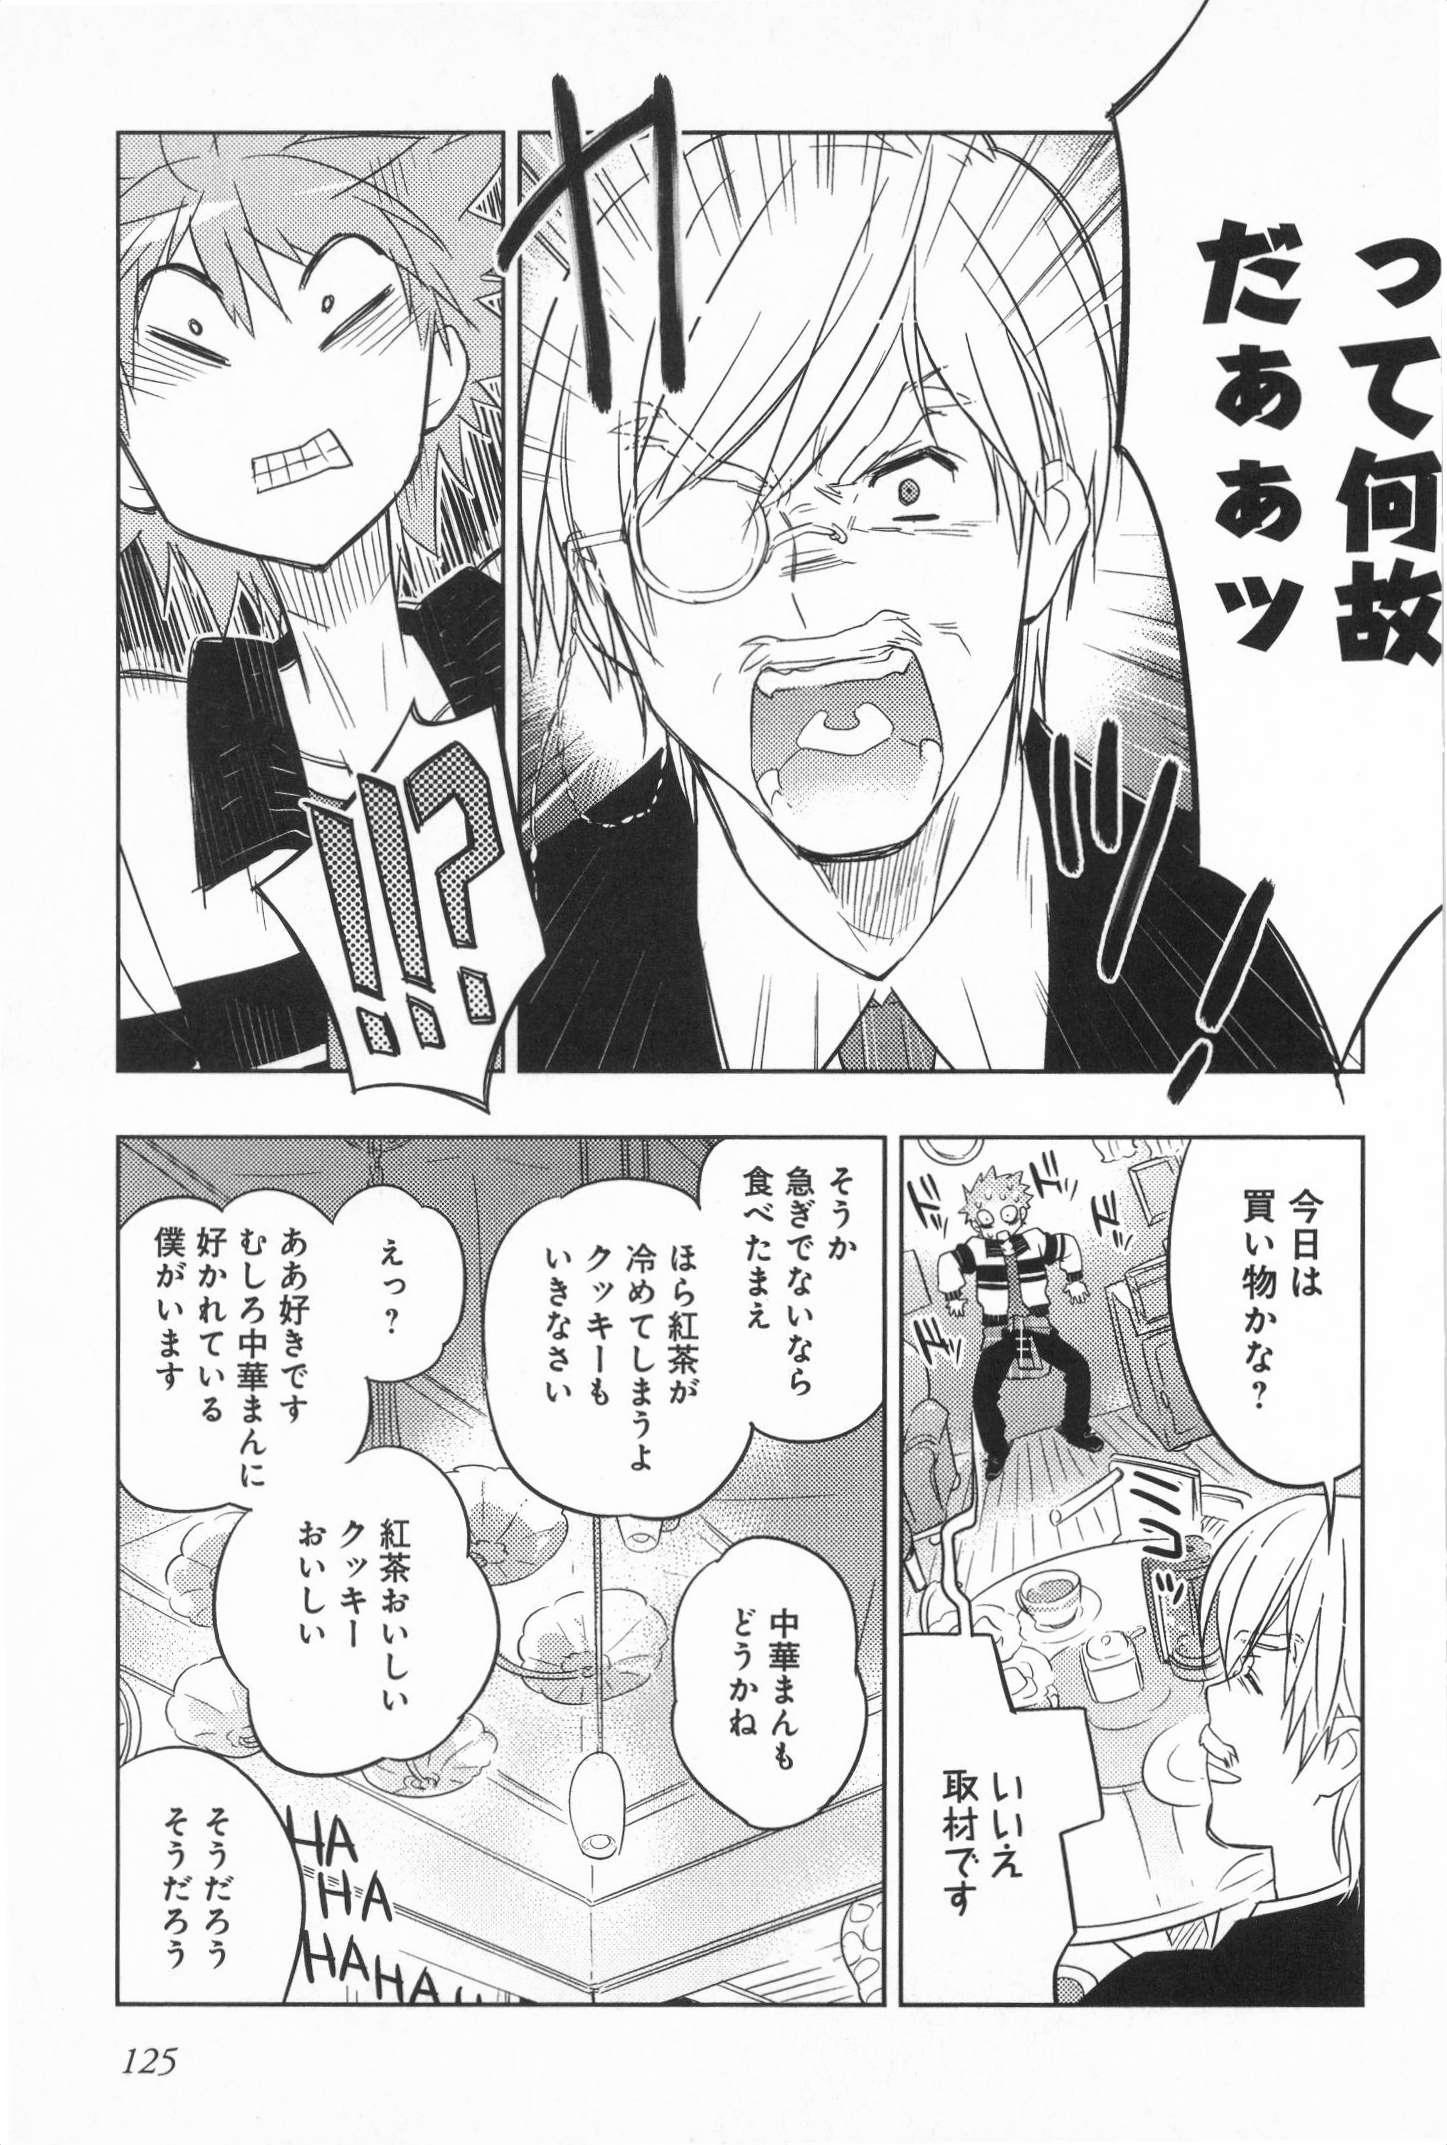 って何故
だぁぁッ
カ
ッ
!!?
今日は
買い物かな?
いいえ
取材です
そうか
急ぎでないなら
食べたまえ
ほら紅茶が
冷めてしまうよ
クッキーも
いきなさい
中華まんも
どうかね
えっ?
ああ好きです
むしろ中華まんに
好かれている
僕がいます
紅茶おいしい
クッキー
おいしい
そうだろう
そうだろう
HA
HA
HAHA
125